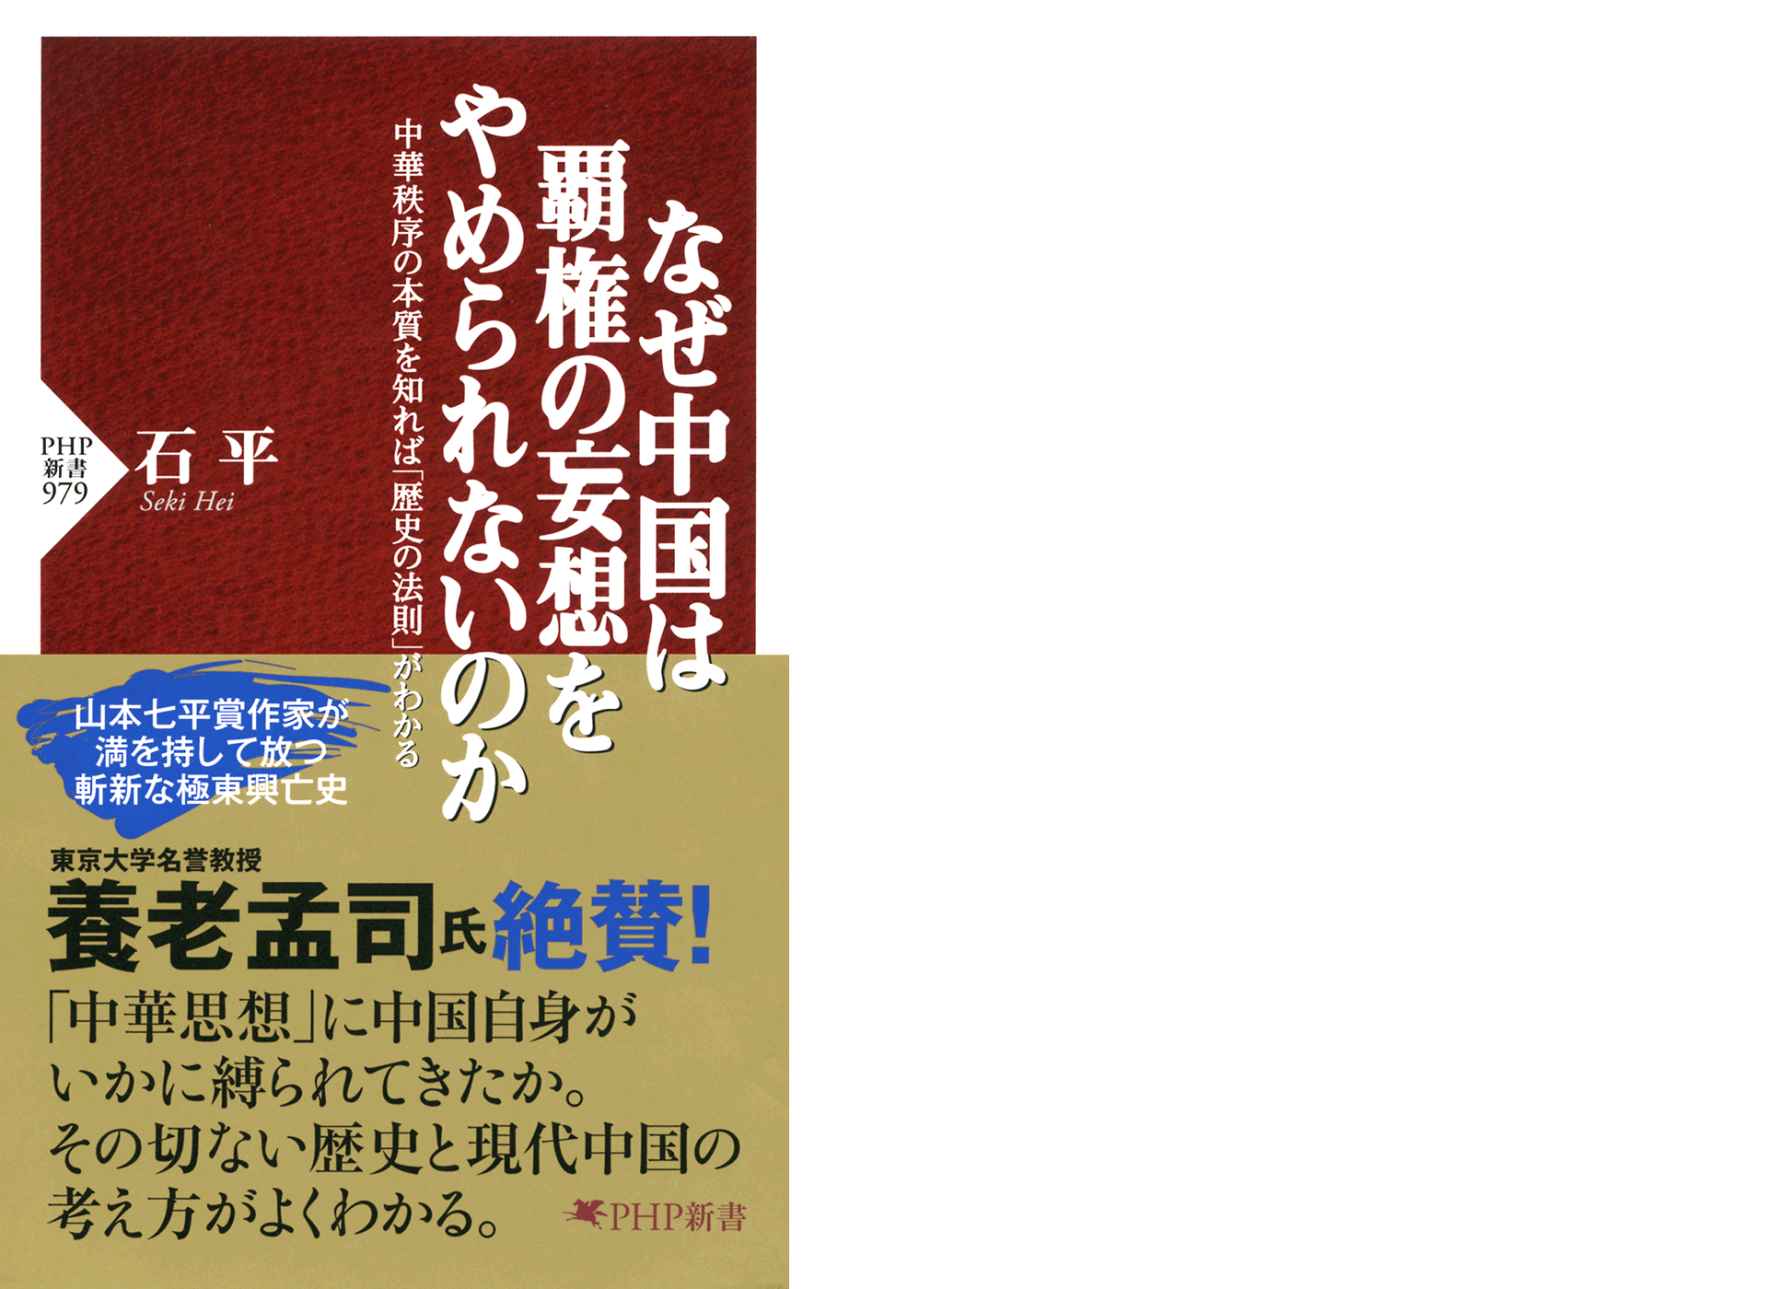 なぜ中国は
覇権の妄想を
やめられないのか
中華秩序の本質を知れば「歴史の法則」がわかる
石 平
Seki Hei
PHP
新書
979
山本七平賞作家が
満を持して放つ
斬新な極東興亡史
東京大学名誉教授
養老孟司氏絶賛!
「中華思想」に中国自身が
いかに縛られてきたか。
その切ない歴史と現代中国の
考え方がよくわかる。
PHP新書